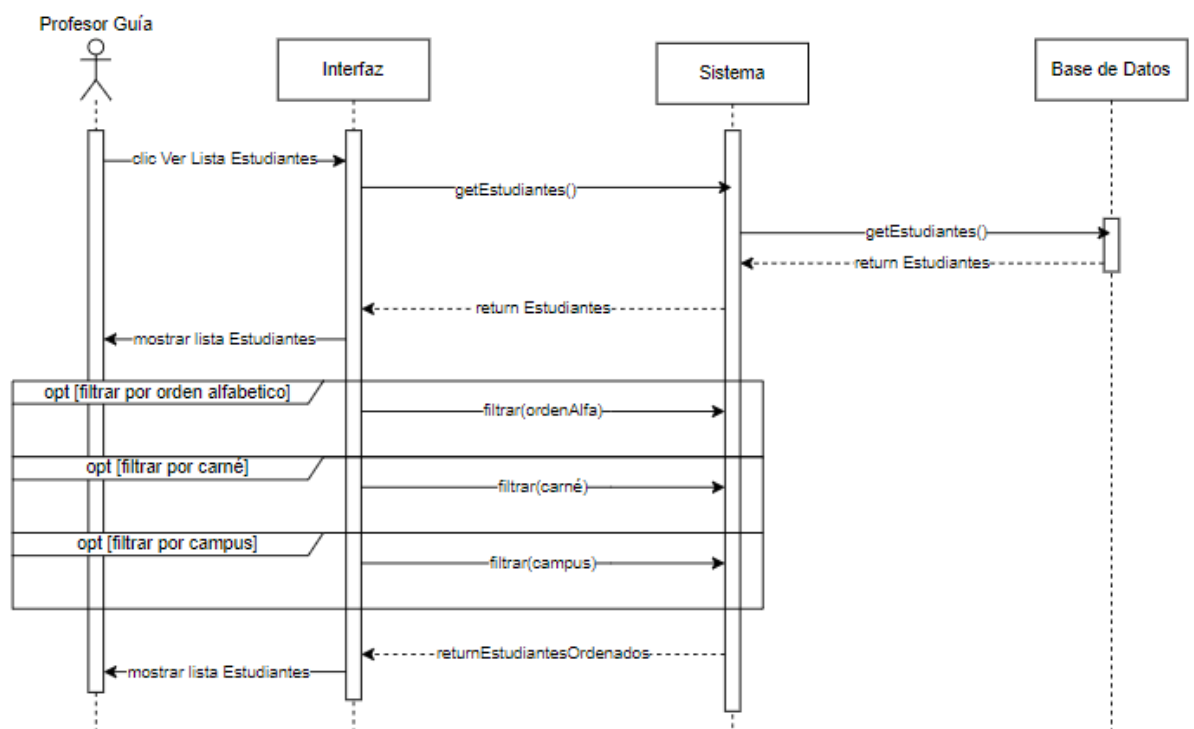 Profesor Guía
Interfaz
Sistema
Base de Datos
clic Ver Lista Estudiantes
getEstudiantes()
getEstudiantes()
return Estudiantes
return Estudiantes
mostrar lista Estudiantes
opt [filtrar por orden alfabetico]
filtrar(ordenAlfa)
opt [filtrar por carné]
filtrar(carné)
opt [filtrar por campus]
filtrar(campus)
returnEstudiantesOrdenados
mostrar lista Estudiantes